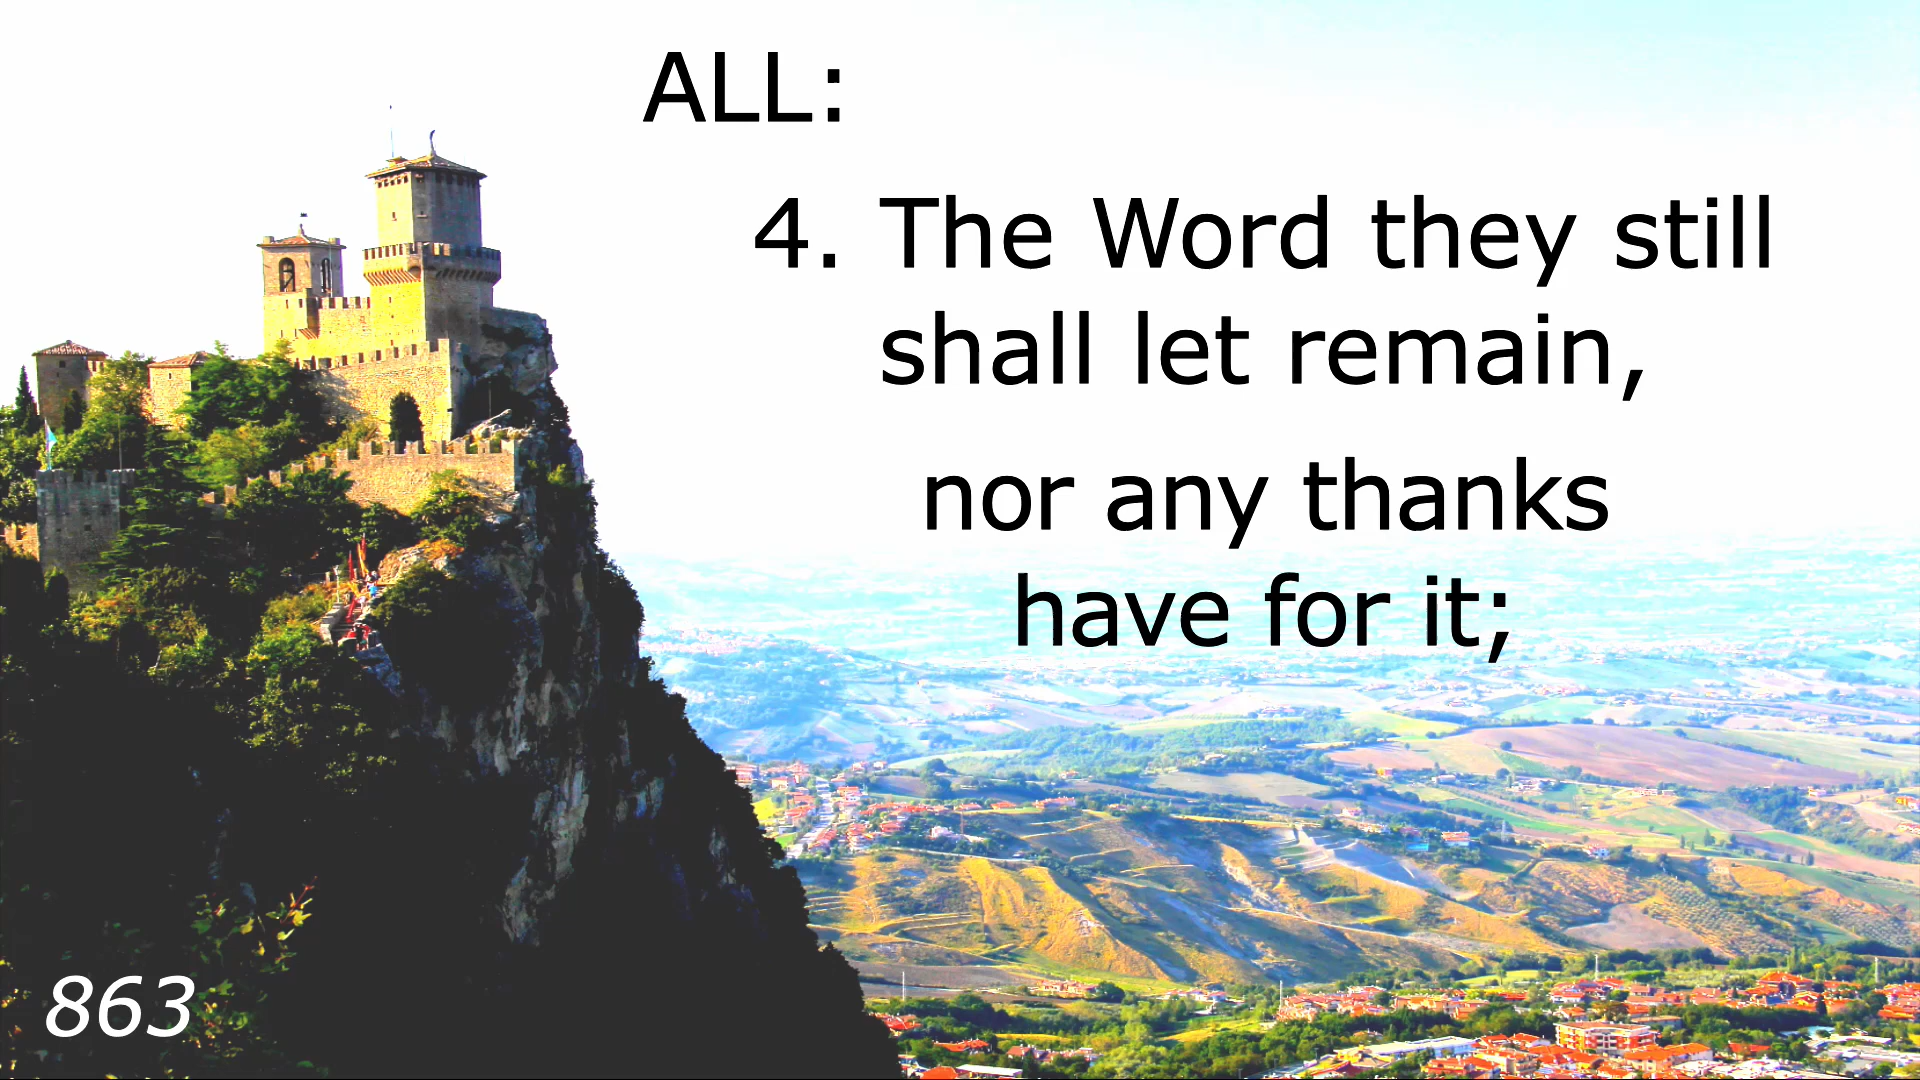 ALL:
4. The Word they still
shall let remain,
nor any thanks
have for it;
863